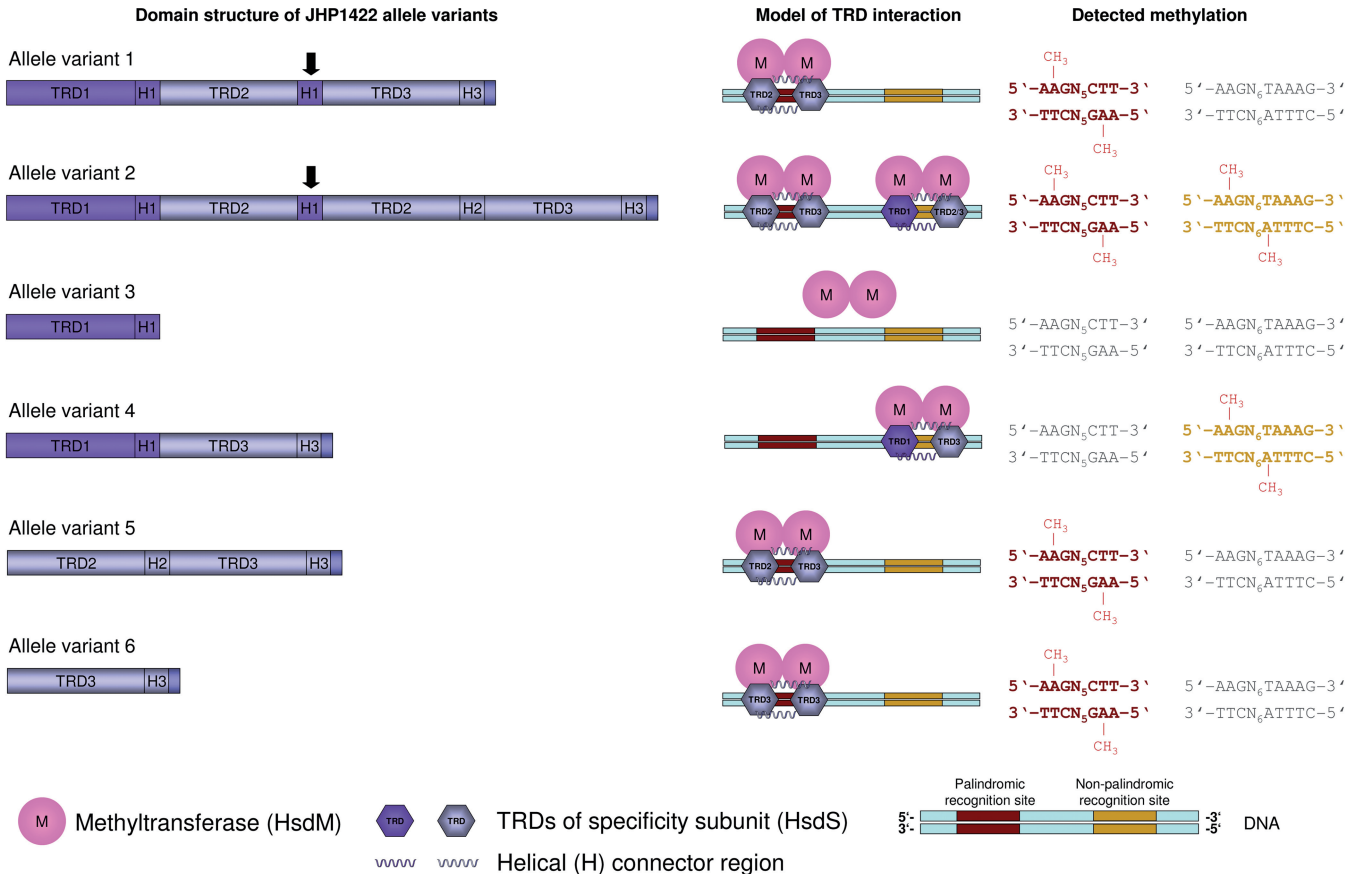 Domain structure of JHP1422 allele variants
Model of TRD interaction
Detected methylation
Allele variant 1
TRD1 H1 TRD2 H1 TRD3 H3
M M
TRD2 TRD3
CH₃
5‘-AAGN₅CTT-3‘ 5‘-AAGN₆TAAAG-3‘
3‘-TTCN₅GAA-5‘ 3‘-TTCN₆ATTTC-5‘
CH₃
Allele variant 2
TRD1 H1 TRD2 H1 TRD2 H2 TRD3 H3
M M M M
TRD2 TRD3 TRD1 TRD2/3
CH₃ CH₃
5‘-AAGN₅CTT-3‘ 5‘-AAGN₆TAAAG-3‘
3‘-TTCN₅GAA-5‘ 3‘-TTCN₆ATTTC-5‘
CH₃ CH₃
Allele variant 3
TRD1 H1
M M
5‘-AAGN₅CTT-3‘ 5‘-AAGN₆TAAAG-3‘
3‘-TTCN₅GAA-5‘ 3‘-TTCN₆ATTTC-5‘
Allele variant 4
TRD1 H1 TRD3 H3
M M
TRD1 TRD3
CH₃
5‘-AAGN₅CTT-3‘ 5‘-AAGN₆TAAAG-3‘
3‘-TTCN₅GAA-5‘ 3‘-TTCN₆ATTTC-5‘
CH₃
Allele variant 5
TRD2 H2 TRD3 H3
M M
TRD2 TRD3
CH₃
5‘-AAGN₅CTT-3‘ 5‘-AAGN₆TAAAG-3‘
3‘-TTCN₅GAA-5‘ 3‘-TTCN₆ATTTC-5‘
CH₃
Allele variant 6
TRD3 H3
M M
TRD3 TRD3
CH₃
5‘-AAGN₅CTT-3‘ 5‘-AAGN₆TAAAG-3‘
3‘-TTCN₅GAA-5‘ 3‘-TTCN₆ATTTC-5‘
CH₃
M Methyltransferase (HsdM)
TRD TRD TRDs of specificity subunit (HsdS)
Helical (H) connector region
Palindromic
recognition site
Non-palindromic
recognition site
5‘- -3‘
3‘- -5‘
DNA